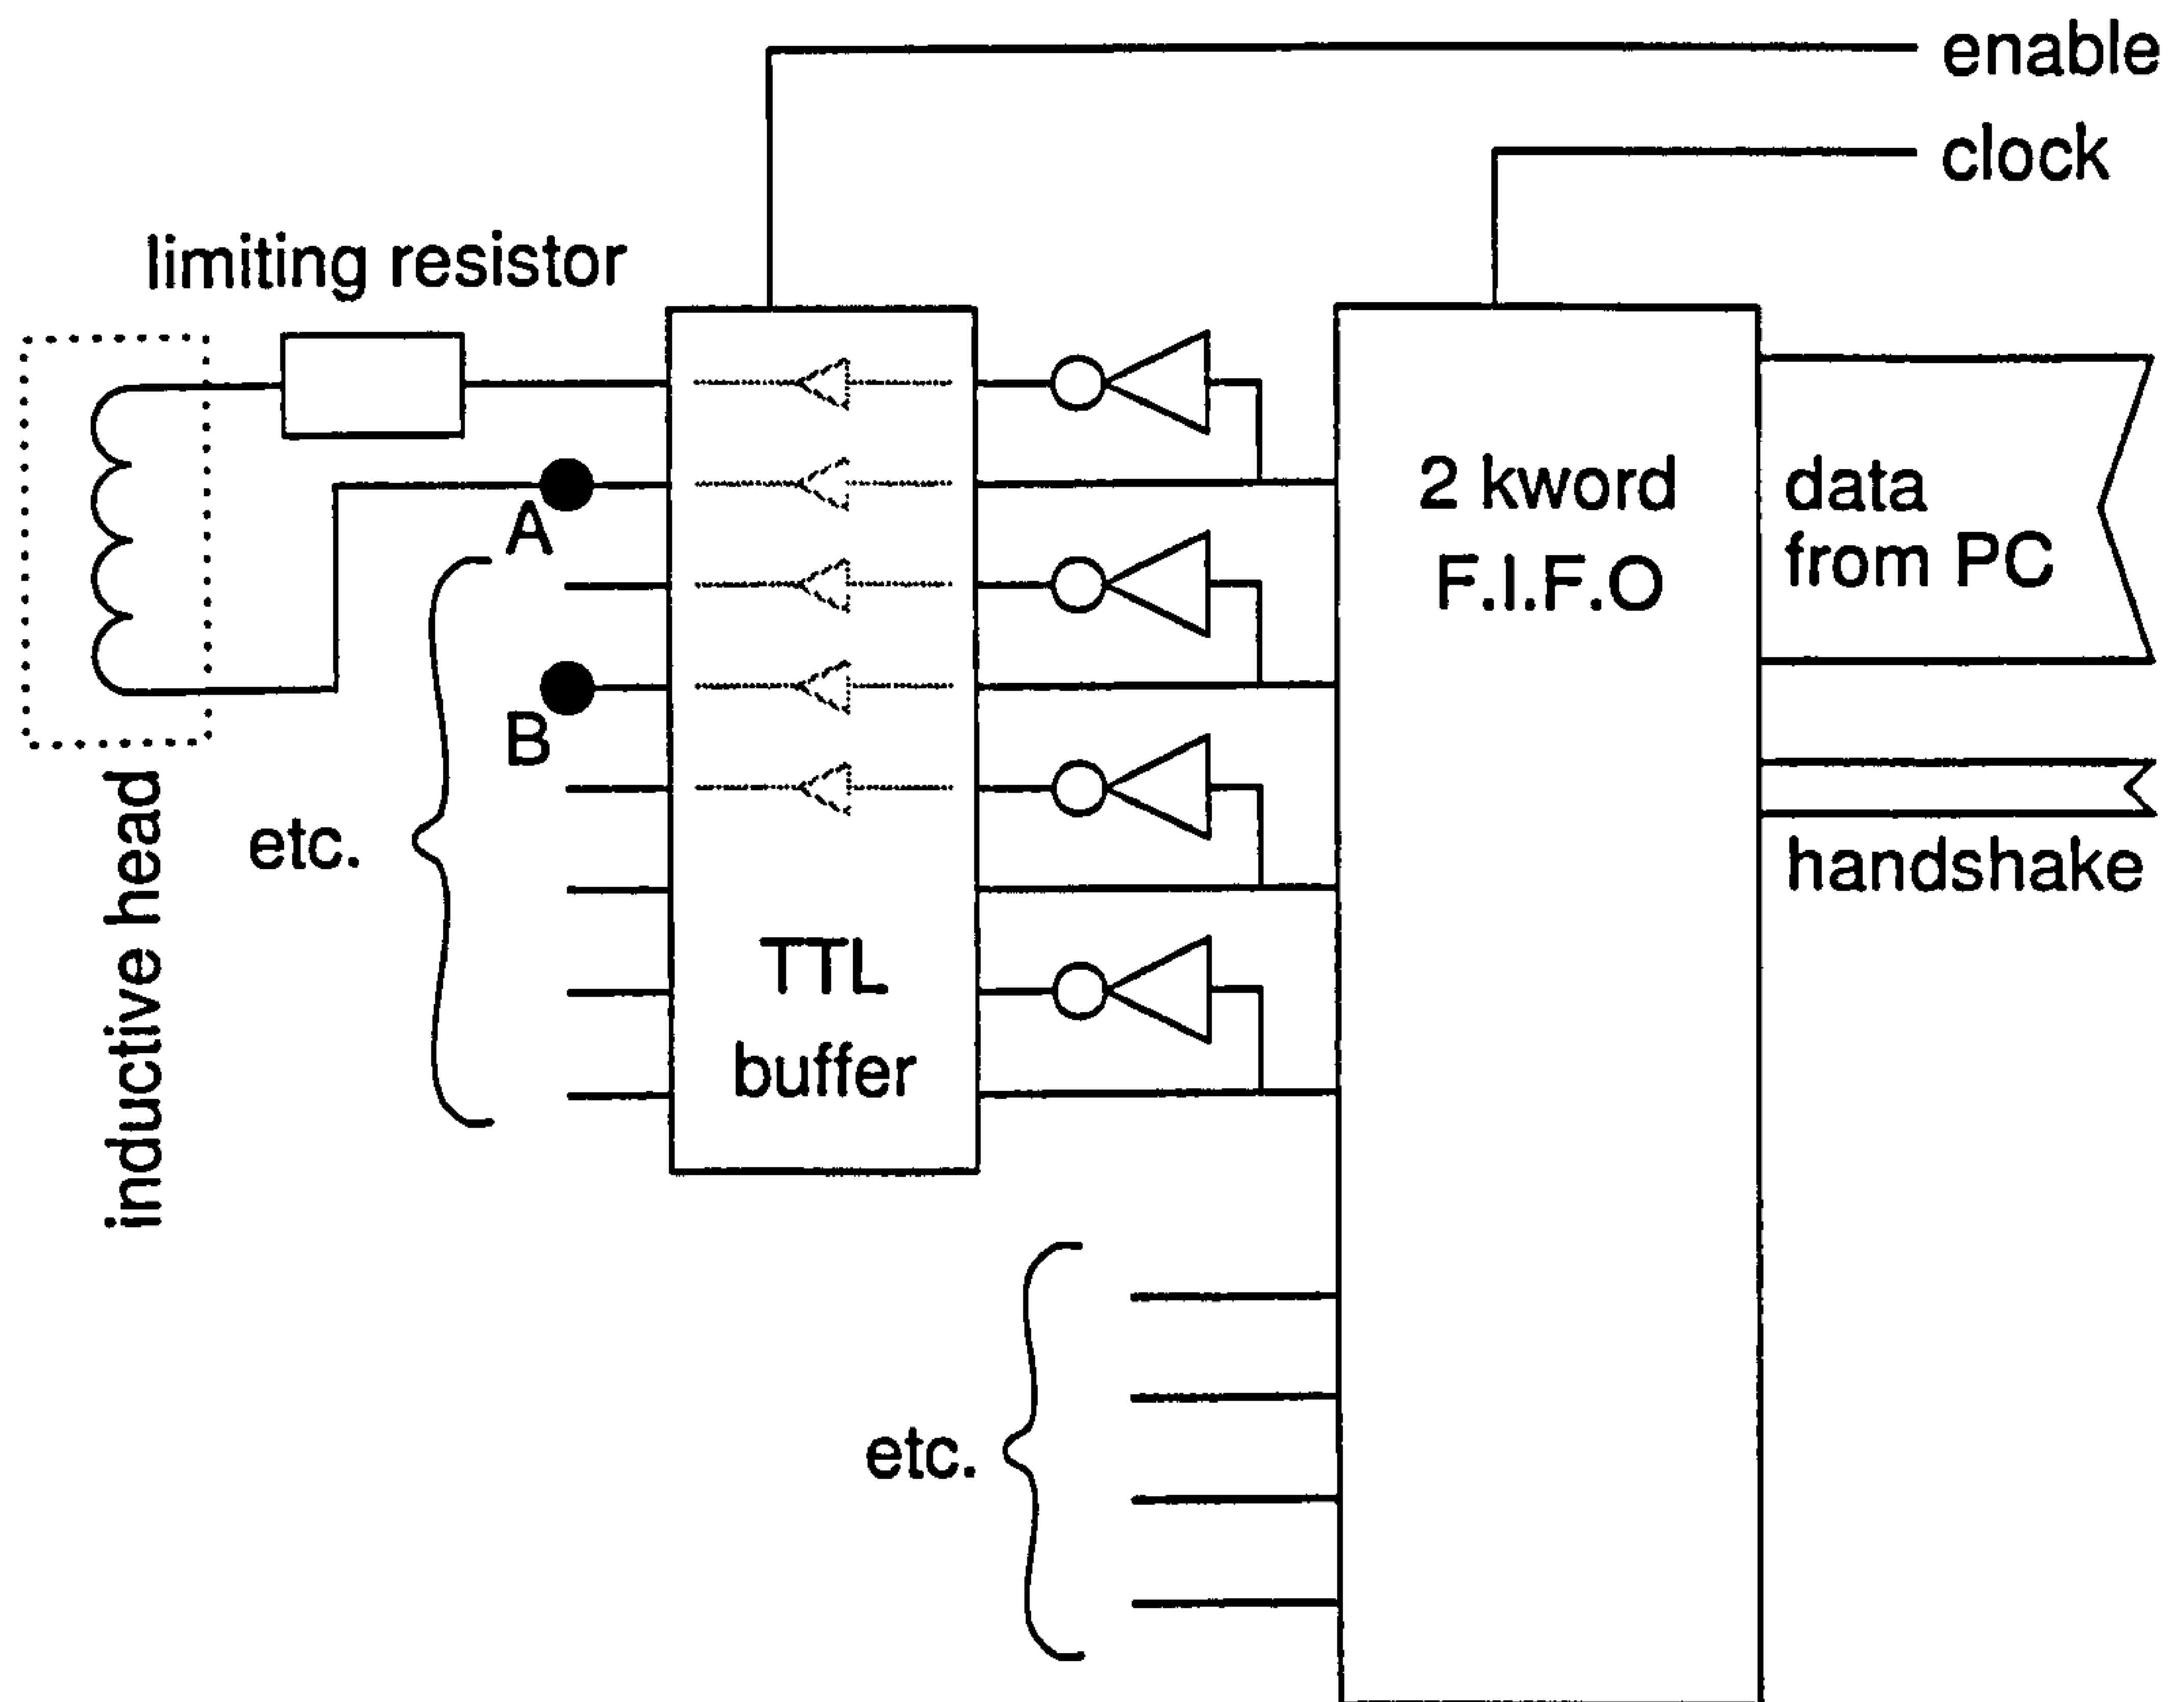 enable
clock
limiting resistor
2 kword
F.I.F.O
data
from PC
A
B
handshake
etc.
inductive head
TTL
buffer
etc.